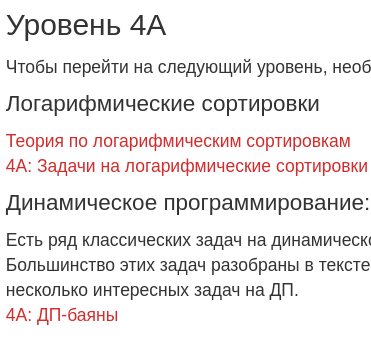 Уровень 4А
Чтобы перейти на следующий уровень, необ
Логарифмические сортировки
Теория по логарифмическим сортировкам
4А: Задачи на логарифмические сортировки
Динамическое программирование:
Есть ряд классических задач на динамическо
Большинство этих задач разобраны в тексте
несколько интересных задач на ДП.
4А: ДП-баяны